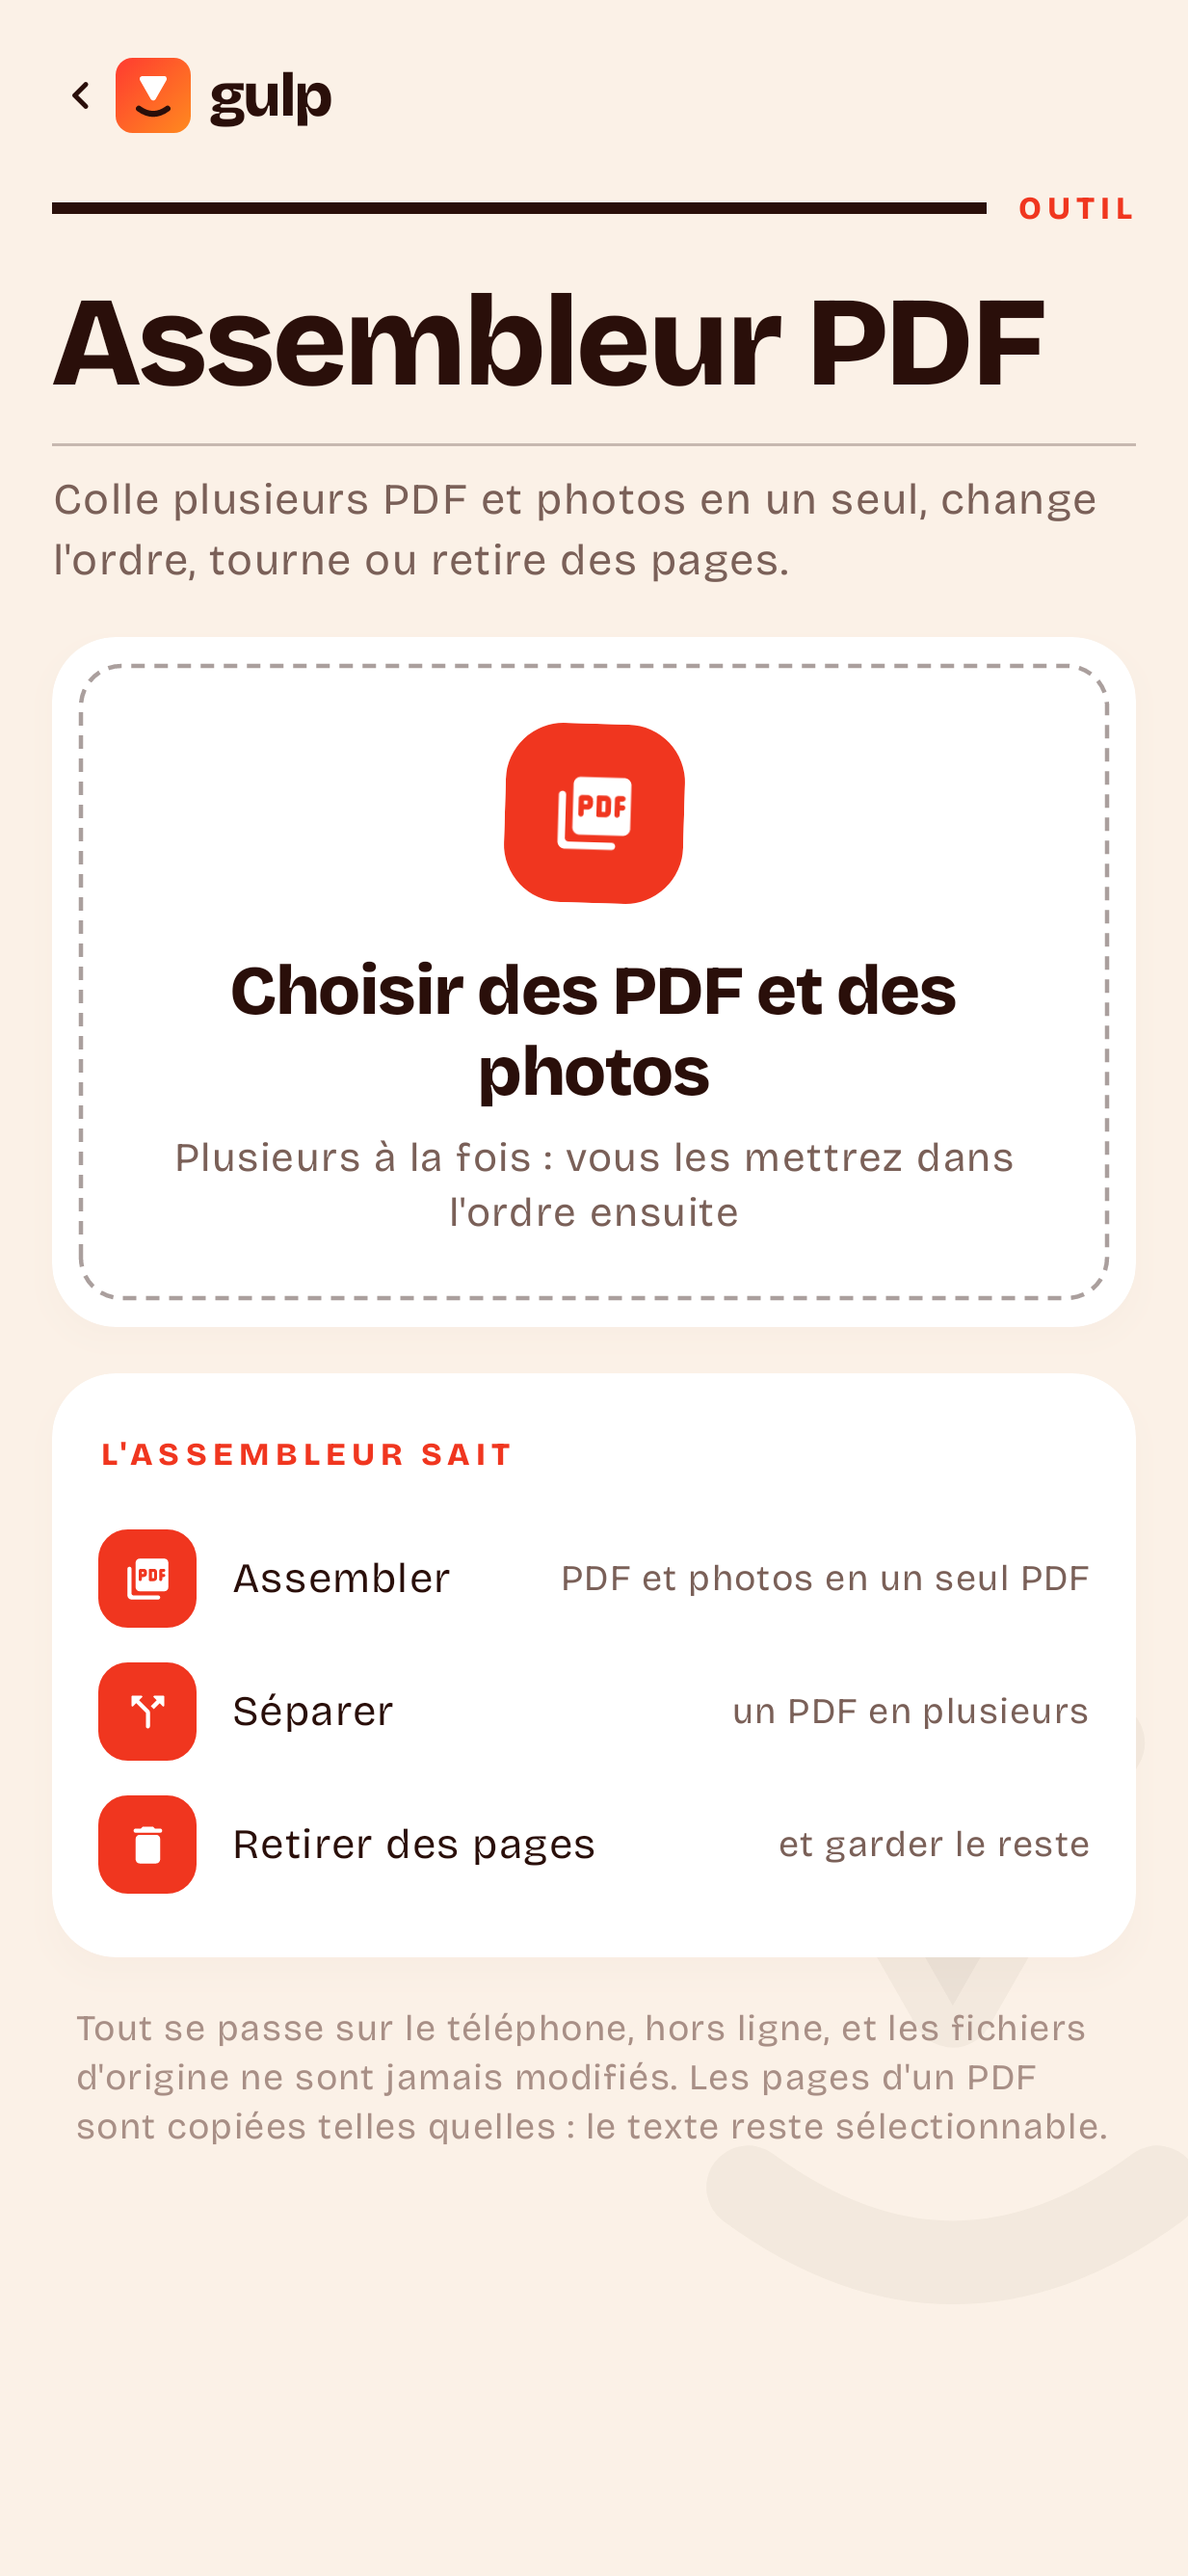 gulp
OUTIL
Assembleur PDF
Colle plusieurs PDF et photos en un seul, change
l'ordre, tourne ou retire des pages.
PDF
Choisir des PDF et des
photos
Plusieurs à la fois : vous les mettrez dans
l'ordre ensuite
L'ASSEMBLEUR SAIT
PDF
Assembler
PDF et photos en un seul PDF
Séparer
un PDF en plusieurs
Retirer des pages
et garder le reste
Tout se passe sur le téléphone, hors ligne, et les fichiers
d'origine ne sont jamais modifiés. Les pages d'un PDF
sont copiées telles quelles : le texte reste sélectionnable.